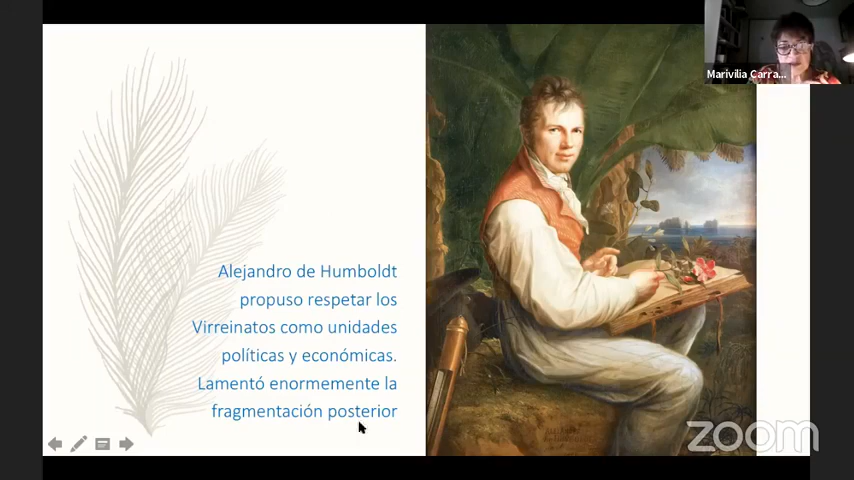 Marivilia Carra...
Alejandro de Humboldt
propuso respetar los
Virreinatos como unidades
políticas y económicas.
Lamentó enormemente la
fragmentación posterior
zoom